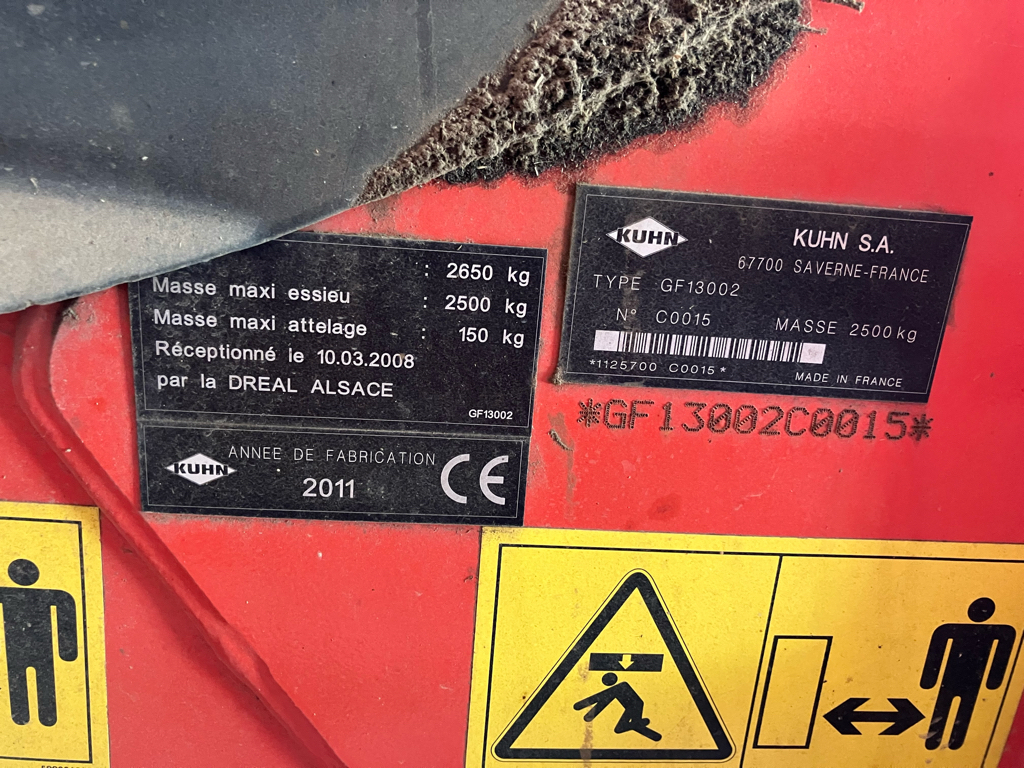 : 2650 kg
Masse maxi essieu : 2500 kg
Masse maxi attelage : 150 kg
Réceptionné le 10.03.2008
par la DREAL ALSACE
GF13002
KUHN
ANNEE DE FABRICATION
2011
CE
KUHN
KUHN S.A.
67700 SAVERNE-FRANCE
TYPE GF13002
N° C0015 MASSE 2500 kg
*1125700 C0015*
MADE IN FRANCE
*GF13002C0015*